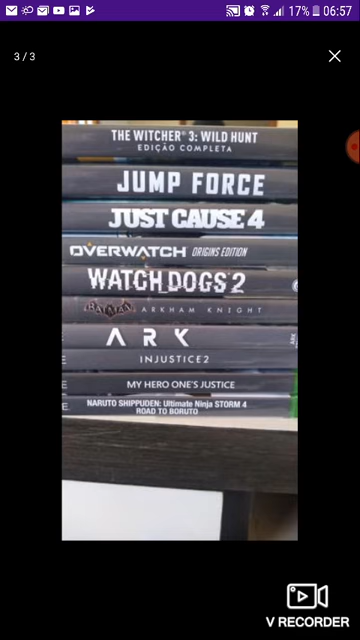 17% 06:57
3 / 3
THE WITCHER 3: WILD HUNT
EDIÇÃO COMPLETA
JUMP FORCE
JUST CAUSE 4
OVERWATCH ORIGINS EDITION
WATCH DOGS 2
BATMAN ARKHAM KNIGHT
ARK
ARK
INJUSTICE 2
MY HERO ONE'S JUSTICE
NARUTO SHIPPUDEN: Ultimate Ninja STORM 4
ROAD TO BORUTO
V RECORDER